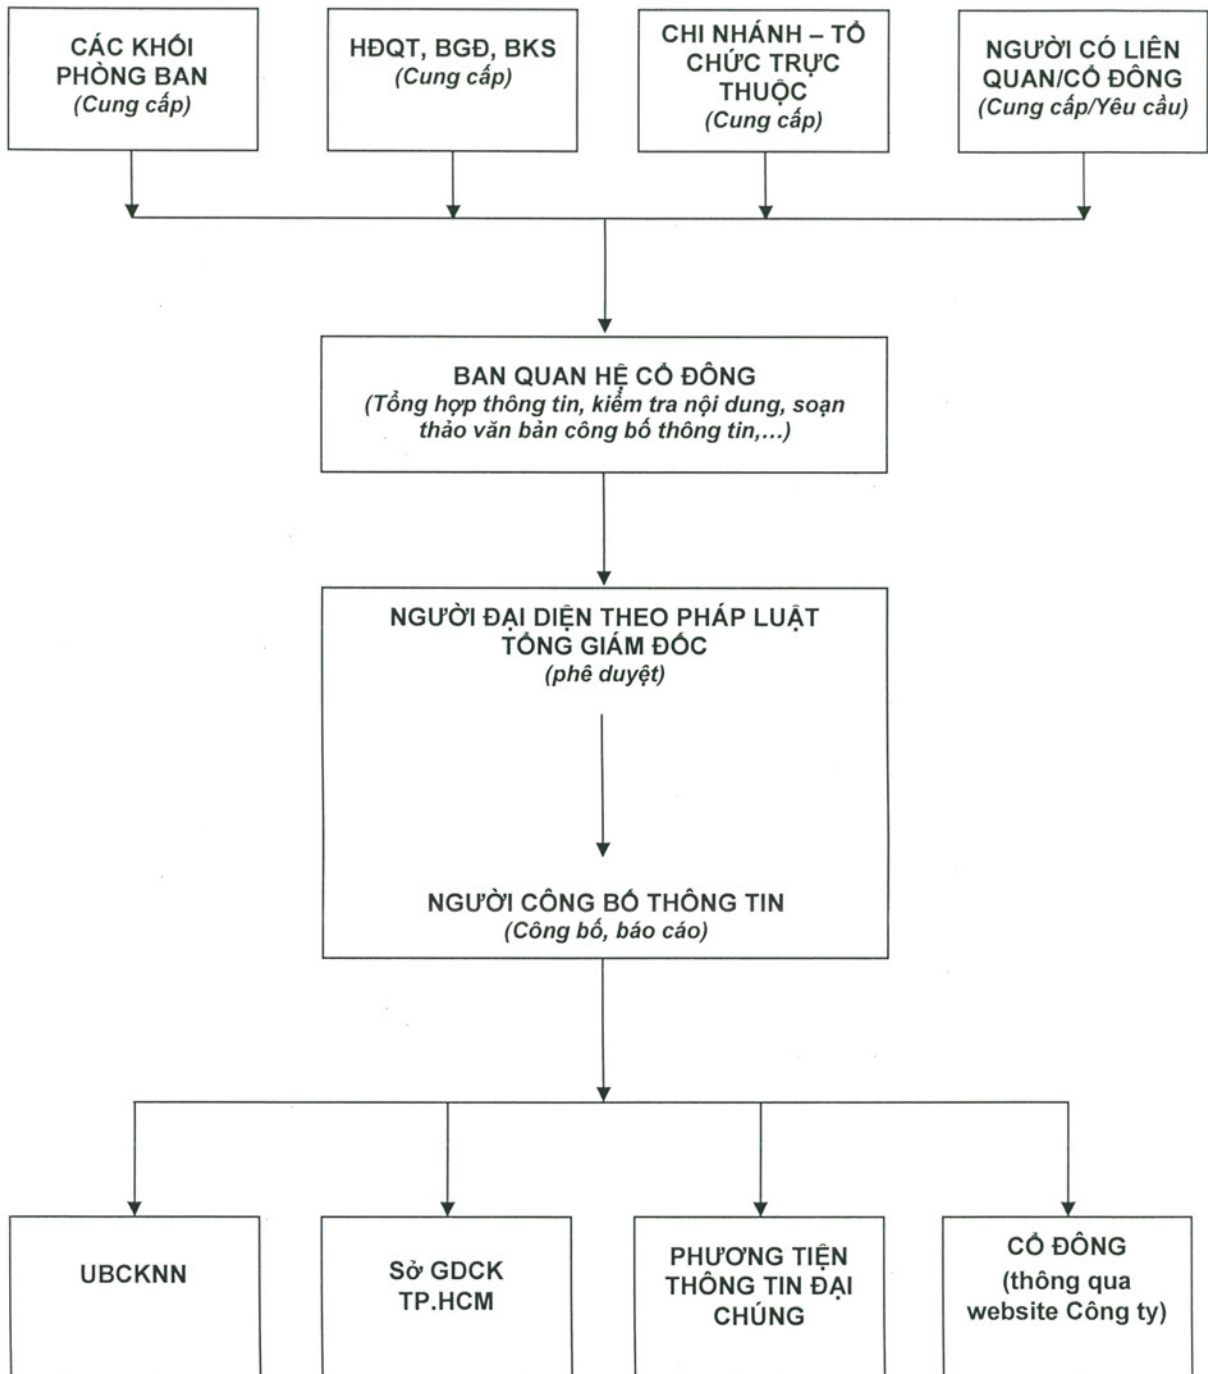 CÁC KHỐI
PHÒNG BAN
(Cung cấp)
HĐQT, BGĐ, BKS
(Cung cấp)
CHI NHÁNH – TỔ
CHỨC TRỰC
THUỘC
(Cung cấp)
NGƯỜI CÓ LIÊN
QUAN/CỔ ĐÔNG
(Cung cấp/Yêu cầu)
BAN QUAN HỆ CỔ ĐÔNG
(Tổng hợp thông tin, kiểm tra nội dung, soạn
thảo văn bản công bố thông tin,...)
NGƯỜI ĐẠI DIỆN THEO PHÁP LUẬT
TỔNG GIÁM ĐỐC
(phê duyệt)
NGƯỜI CÔNG BỐ THÔNG TIN
(Công bố, báo cáo)
UBCKNN
Sở GDCK
TP.HCM
PHƯƠNG TIỆN
THÔNG TIN ĐẠI
CHÚNG
CỔ ĐÔNG
(thông qua
website Công ty)